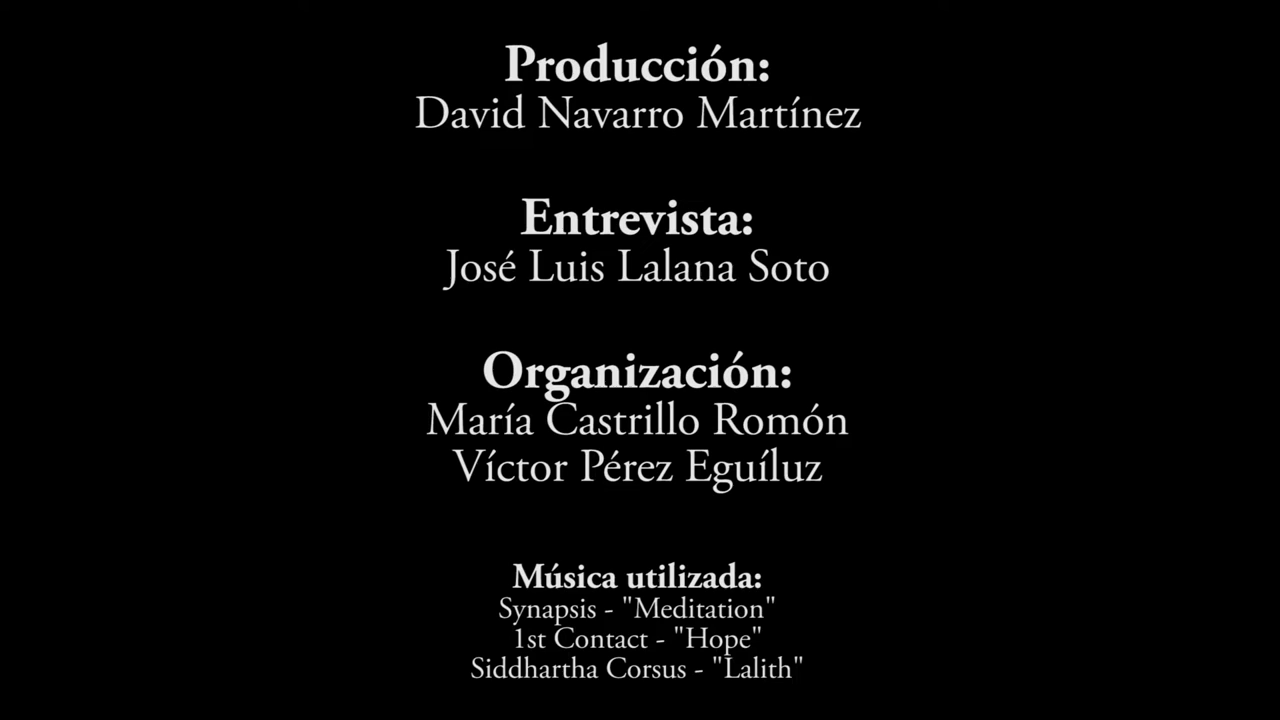 Producción:
David Navarro Martínez
Entrevista:
José Luis Lalana Soto
Organización:
María Castrillo Romón
Víctor Pérez Eguíluz
Música utilizada:
Synapsis - "Meditation"
1st Contact - "Hope"
Siddhartha Corsus - "Lalith"